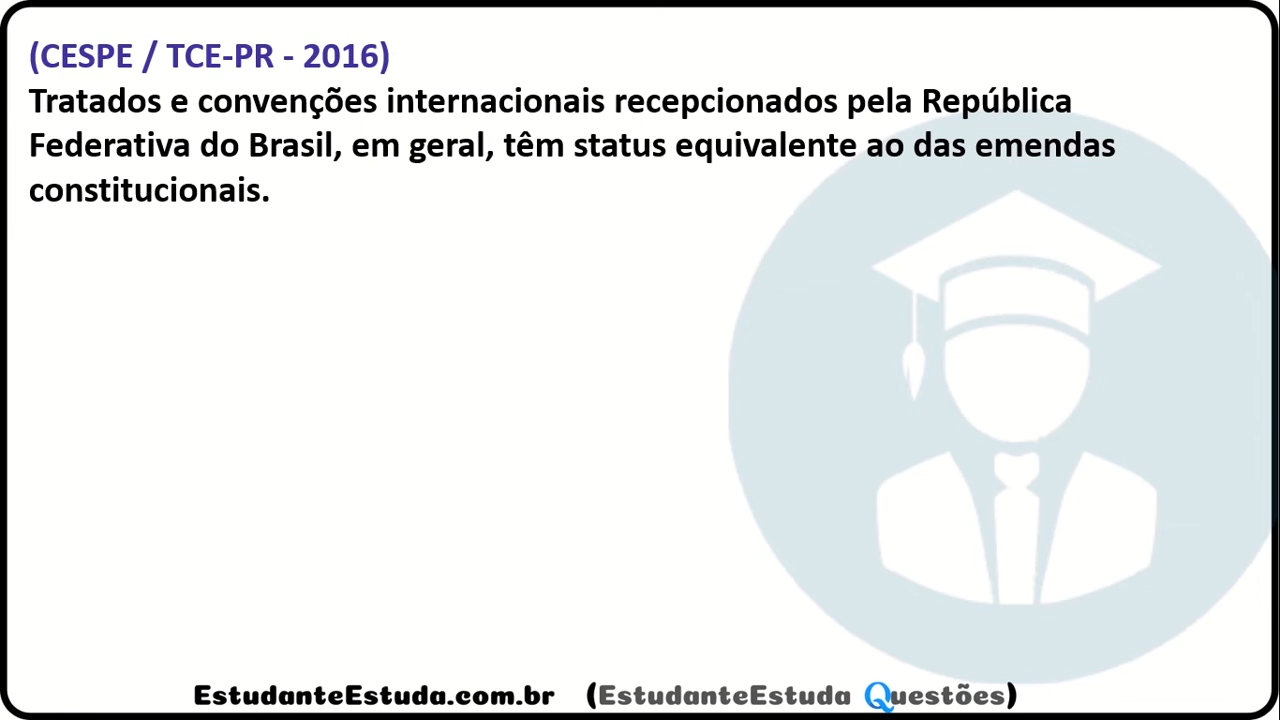 (CESPE / TCE-PR - 2016)
Tratados e convenções internacionais recepcionados pela República
Federativa do Brasil, em geral, têm status equivalente ao das emendas
constitucionais.
EstudanteEstuda.com.br (EstudanteEstuda Questões)